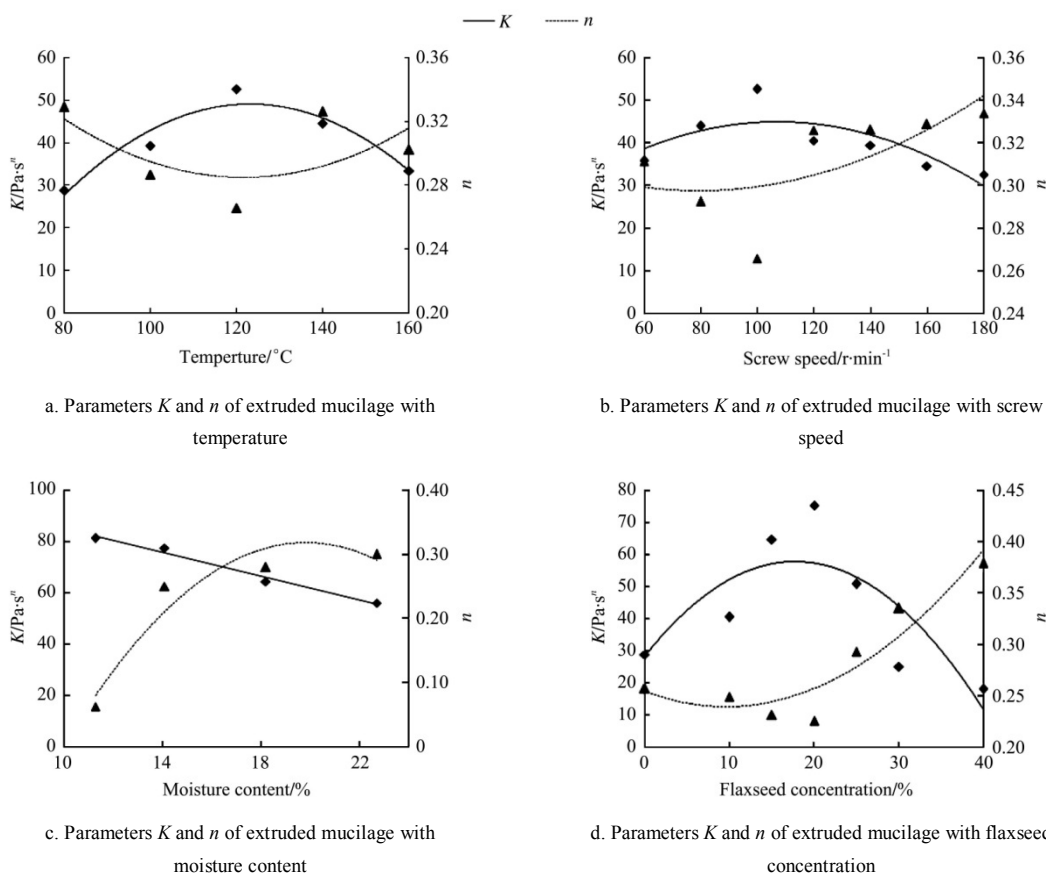 K n
60
50
40
30
20
10
0
K/Pa·sⁿ
0.36
0.32
0.28
0.24
0.20
n
80 100 120 140 160
Temperture/°C
a. Parameters K and n of extruded mucilage with
temperature
60
50
40
30
20
10
0
K/Pa·sⁿ
0.36
0.34
0.32
0.30
0.28
0.26
0.24
n
60 80 100 120 140 160 180
Screw speed/r·min⁻¹
b. Parameters K and n of extruded mucilage with screw
speed
100
80
60
40
20
0
K/Pa·sⁿ
0.40
0.30
0.20
0.10
0
n
10 14 18 22
Moisture content/%
c. Parameters K and n of extruded mucilage with
moisture content
80
70
60
50
40
30
20
10
0
K/Pa·sⁿ
0.45
0.40
0.35
0.30
0.25
0.20
n
0 10 20 30 40
Flaxseed concentration/%
d. Parameters K and n of extruded mucilage with flaxseed
concentration